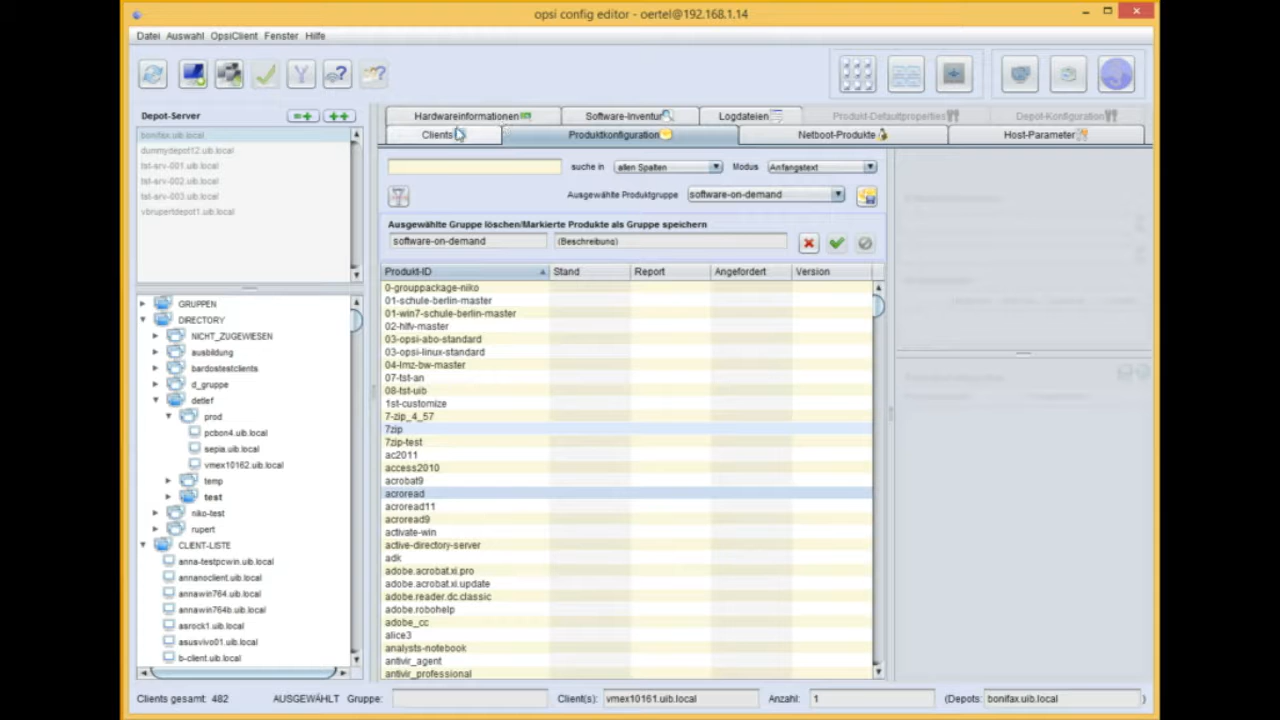 opsi config editor - oertel@192.168.1.14
Datei Auswahl OpsiClient Fenster Hilfe
Depot-Server
bonifax.uib.local
dummydepot12.uib.local
tst-srv-001.uib.local
tst-srv-002.uib.local
tst-srv-003.uib.local
vbrupertdepot1.uib.local
GRUPPEN
DIRECTORY
NICHT_ZUGEWIESEN
ausbildung
bardostestclients
d_gruppe
detlef
prod
pcbon4.uib.local
sepia.uib.local
vmex10162.uib.local
temp
test
niko-test
rupert
CLIENT-LISTE
anna-testpcwin.uib.local
annanoclient.uib.local
annawin764.uib.local
annawin764b.uib.local
asrock1.uib.local
asusvivo01.uib.local
b-client.uib.local
Hardwareinformationen Software-Inventur Logdateien Produkt-Defaultproperties Depot-Konfiguration
Clients Produktkonfiguration Netboot-Produkte Host-Parameter
suche in allen Spalten Modus Anfangstext
Ausgewählte Produktgruppe software-on-demand
Ausgewählte Gruppe löschen/Markierte Produkte als Gruppe speichern
software-on-demand (Beschreibung)
Produkt-ID Stand Report Angefordert Version
0-grouppackage-niko
01-schule-berlin-master
01-win7-schule-berlin-master
02-hlfv-master
03-opsi-abo-standard
03-opsi-linux-standard
04-lmz-bw-master
07-tst-an
08-tst-uib
1st-customize
7-zip_4_57
7zip
7zip-test
ac2011
access2010
acrobat9
acroread
acroread11
acroread9
activate-win
active-directory-server
adk
adobe.acrobat.xi.pro
adobe.acrobat.xi.update
adobe.reader.dc.classic
adobe.robohelp
adobe_cc
alice3
analysts-notebook
antivir_agent
antivir_professional
Clients gesamt: 482 AUSGEWÄHLT Gruppe: Client(s): vmex10161.uib.local Anzahl: 1 (Depots: bonifax.uib.local )